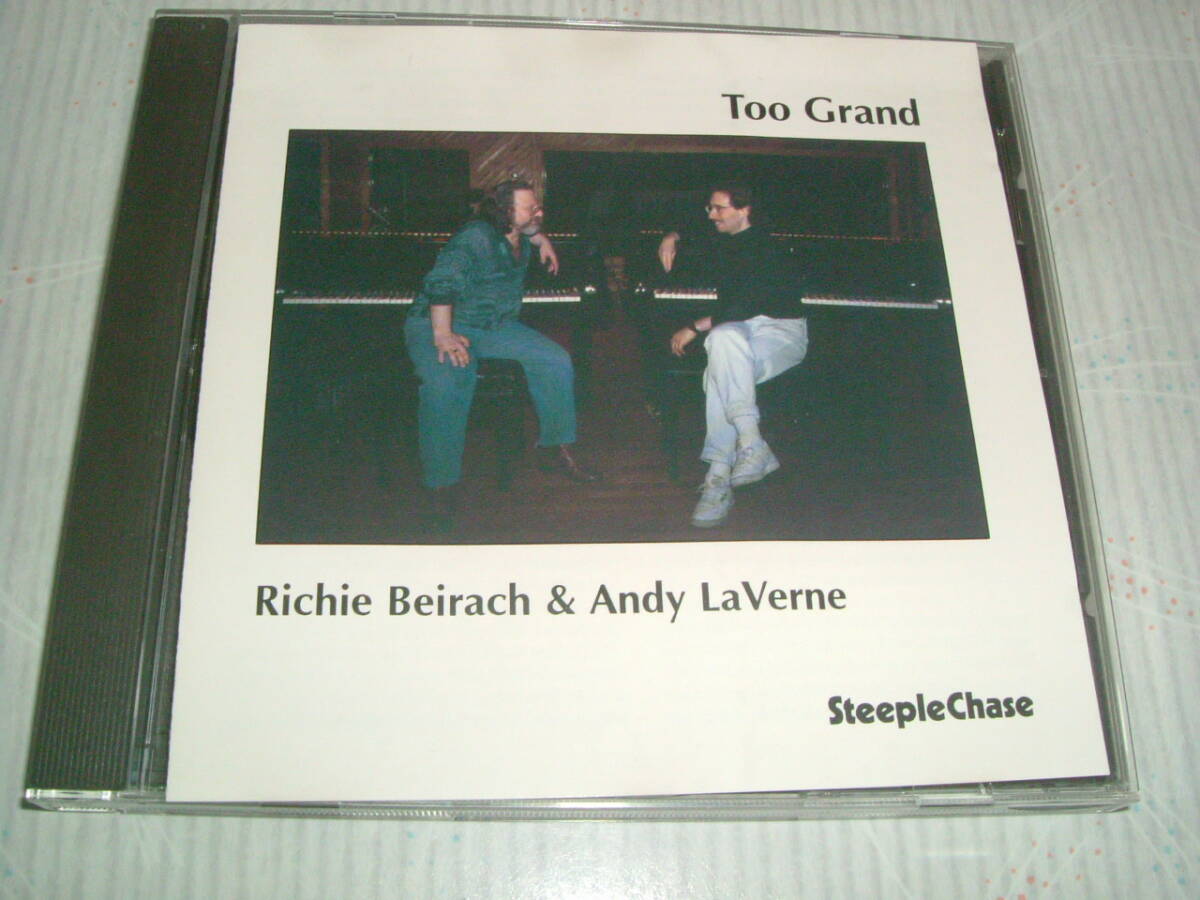 Too Grand
Richie Beirach & Andy LaVerne
SteepleChase